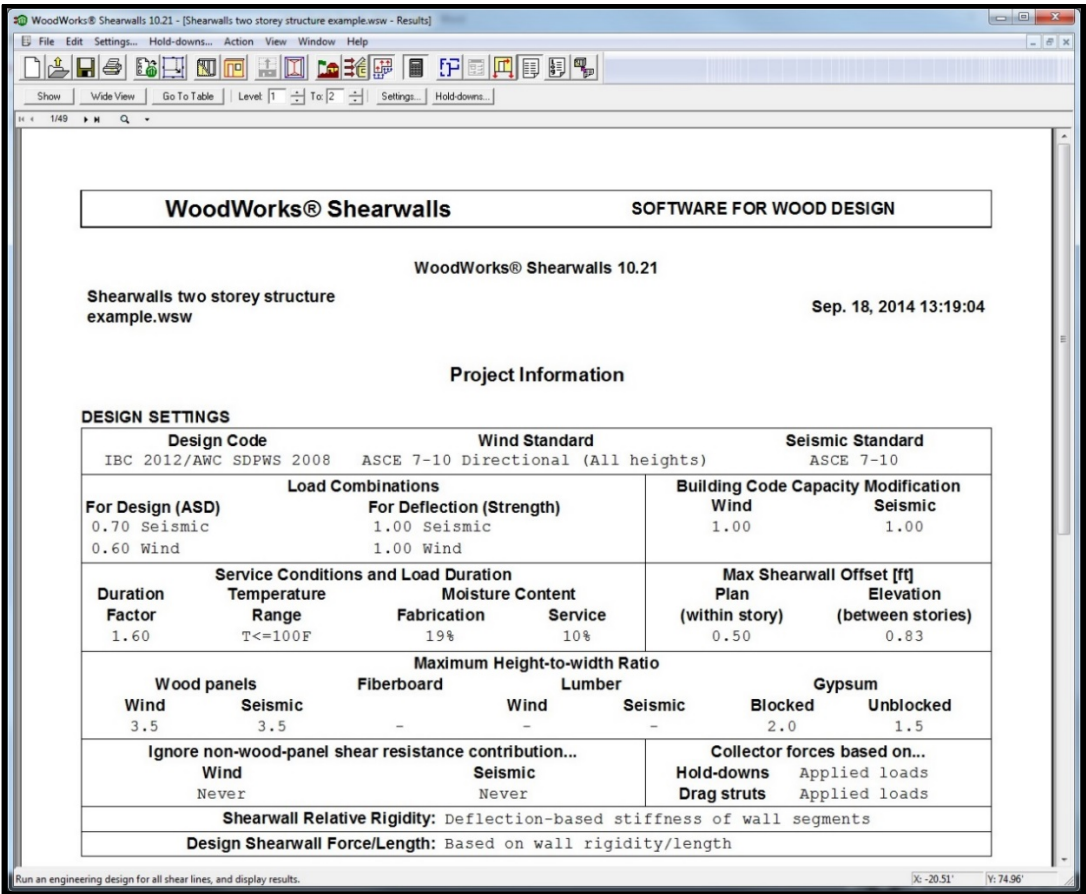 WoodWorks® Shearwalls 10.21 - [Shearwalls two storey structure example.wsw - Results]
File Edit Settings... Hold-downs... Action View Window Help
Show Wide View Go To Table Level: 1 To: 2 Settings... Hold-downs...
1/49
WoodWorks® Shearwalls SOFTWARE FOR WOOD DESIGN
WoodWorks® Shearwalls 10.21
Shearwalls two storey structure
example.wsw
Sep. 18, 2014 13:19:04
Project Information
DESIGN SETTINGS
Design Code Wind Standard Seismic Standard
IBC 2012/AWC SDPWS 2008 ASCE 7-10 Directional (All heights) ASCE 7-10
Load Combinations Building Code Capacity Modification
For Design (ASD) For Deflection (Strength) Wind Seismic
0.70 Seismic 1.00 Seismic 1.00 1.00
0.60 Wind 1.00 Wind
Service Conditions and Load Duration Max Shearwall Offset [ft]
Duration Temperature Moisture Content Plan Elevation
Factor Range Fabrication Service (within story) (between stories)
1.60 T<=100F 19% 10% 0.50 0.83
Maximum Height-to-width Ratio
Wood panels Fiberboard Lumber Gypsum
Wind Seismic Wind Seismic Blocked Unblocked
3.5 3.5 - - - 2.0 1.5
Ignore non-wood-panel shear resistance contribution... Collector forces based on...
Wind Seismic Hold-downs Applied loads
Never Never Drag struts Applied loads
Shearwall Relative Rigidity: Deflection-based stiffness of wall segments
Design Shearwall Force/Length: Based on wall rigidity/length
Run an engineering design for all shear lines, and display results. X: -20.51' Y: 74.96'